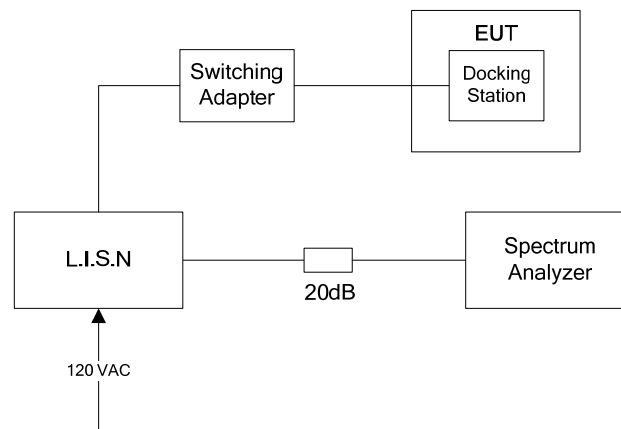 EUT
Switching
Adapter
Docking
Station
L.I.S.N
20dB
Spectrum
Analyzer
120 VAC